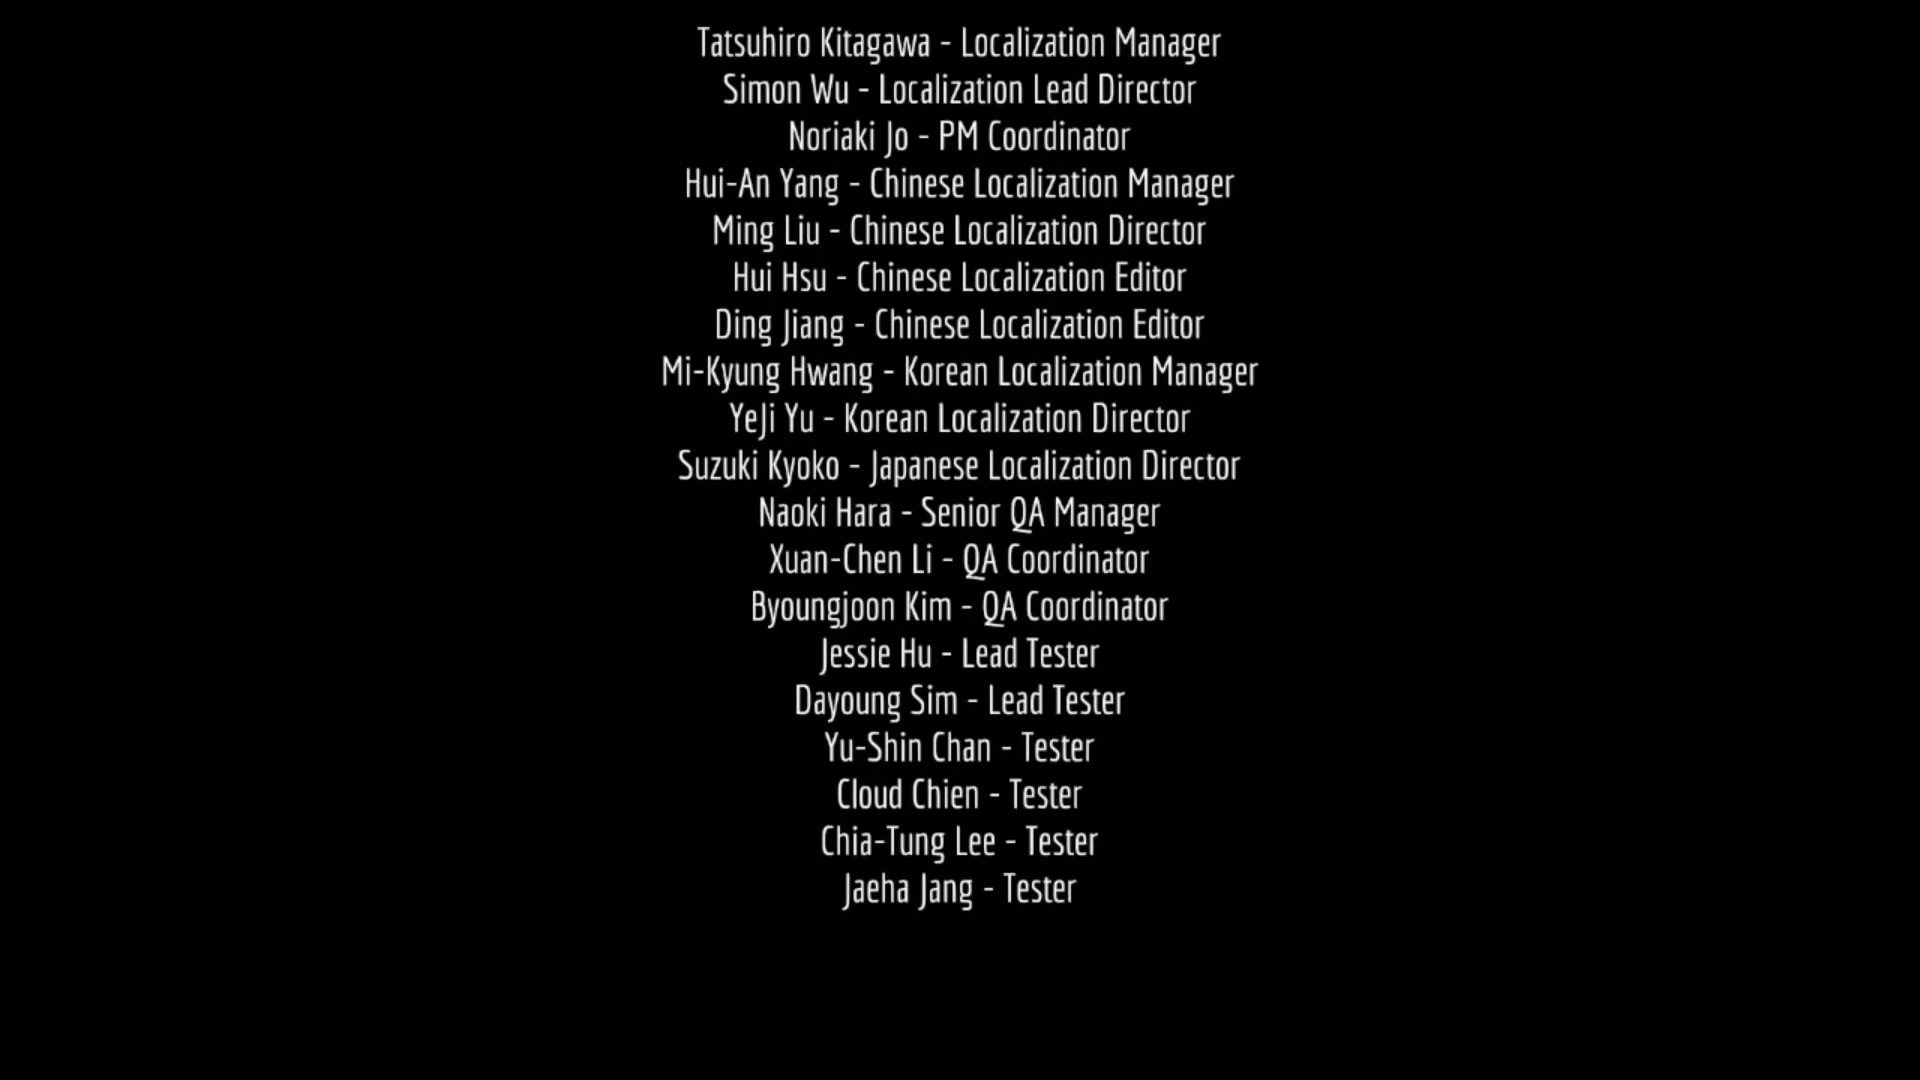 Tatsuhiro Kitagawa - Localization Manager
Simon Wu - Localization Lead Director
Noriaki Jo - PM Coordinator
Hui-An Yang - Chinese Localization Manager
Ming Liu - Chinese Localization Director
Hui Hsu - Chinese Localization Editor
Ding Jiang - Chinese Localization Editor
Mi-Kyung Hwang - Korean Localization Manager
YeJi Yu - Korean Localization Director
Suzuki Kyoko - Japanese Localization Director
Naoki Hara - Senior QA Manager
Xuan-Chen Li - QA Coordinator
Byoungjoon Kim - QA Coordinator
Jessie Hu - Lead Tester
Dayoung Sim - Lead Tester
Yu-Shin Chan - Tester
Cloud Chien - Tester
Chia-Tung Lee - Tester
Jaeha Jang - Tester